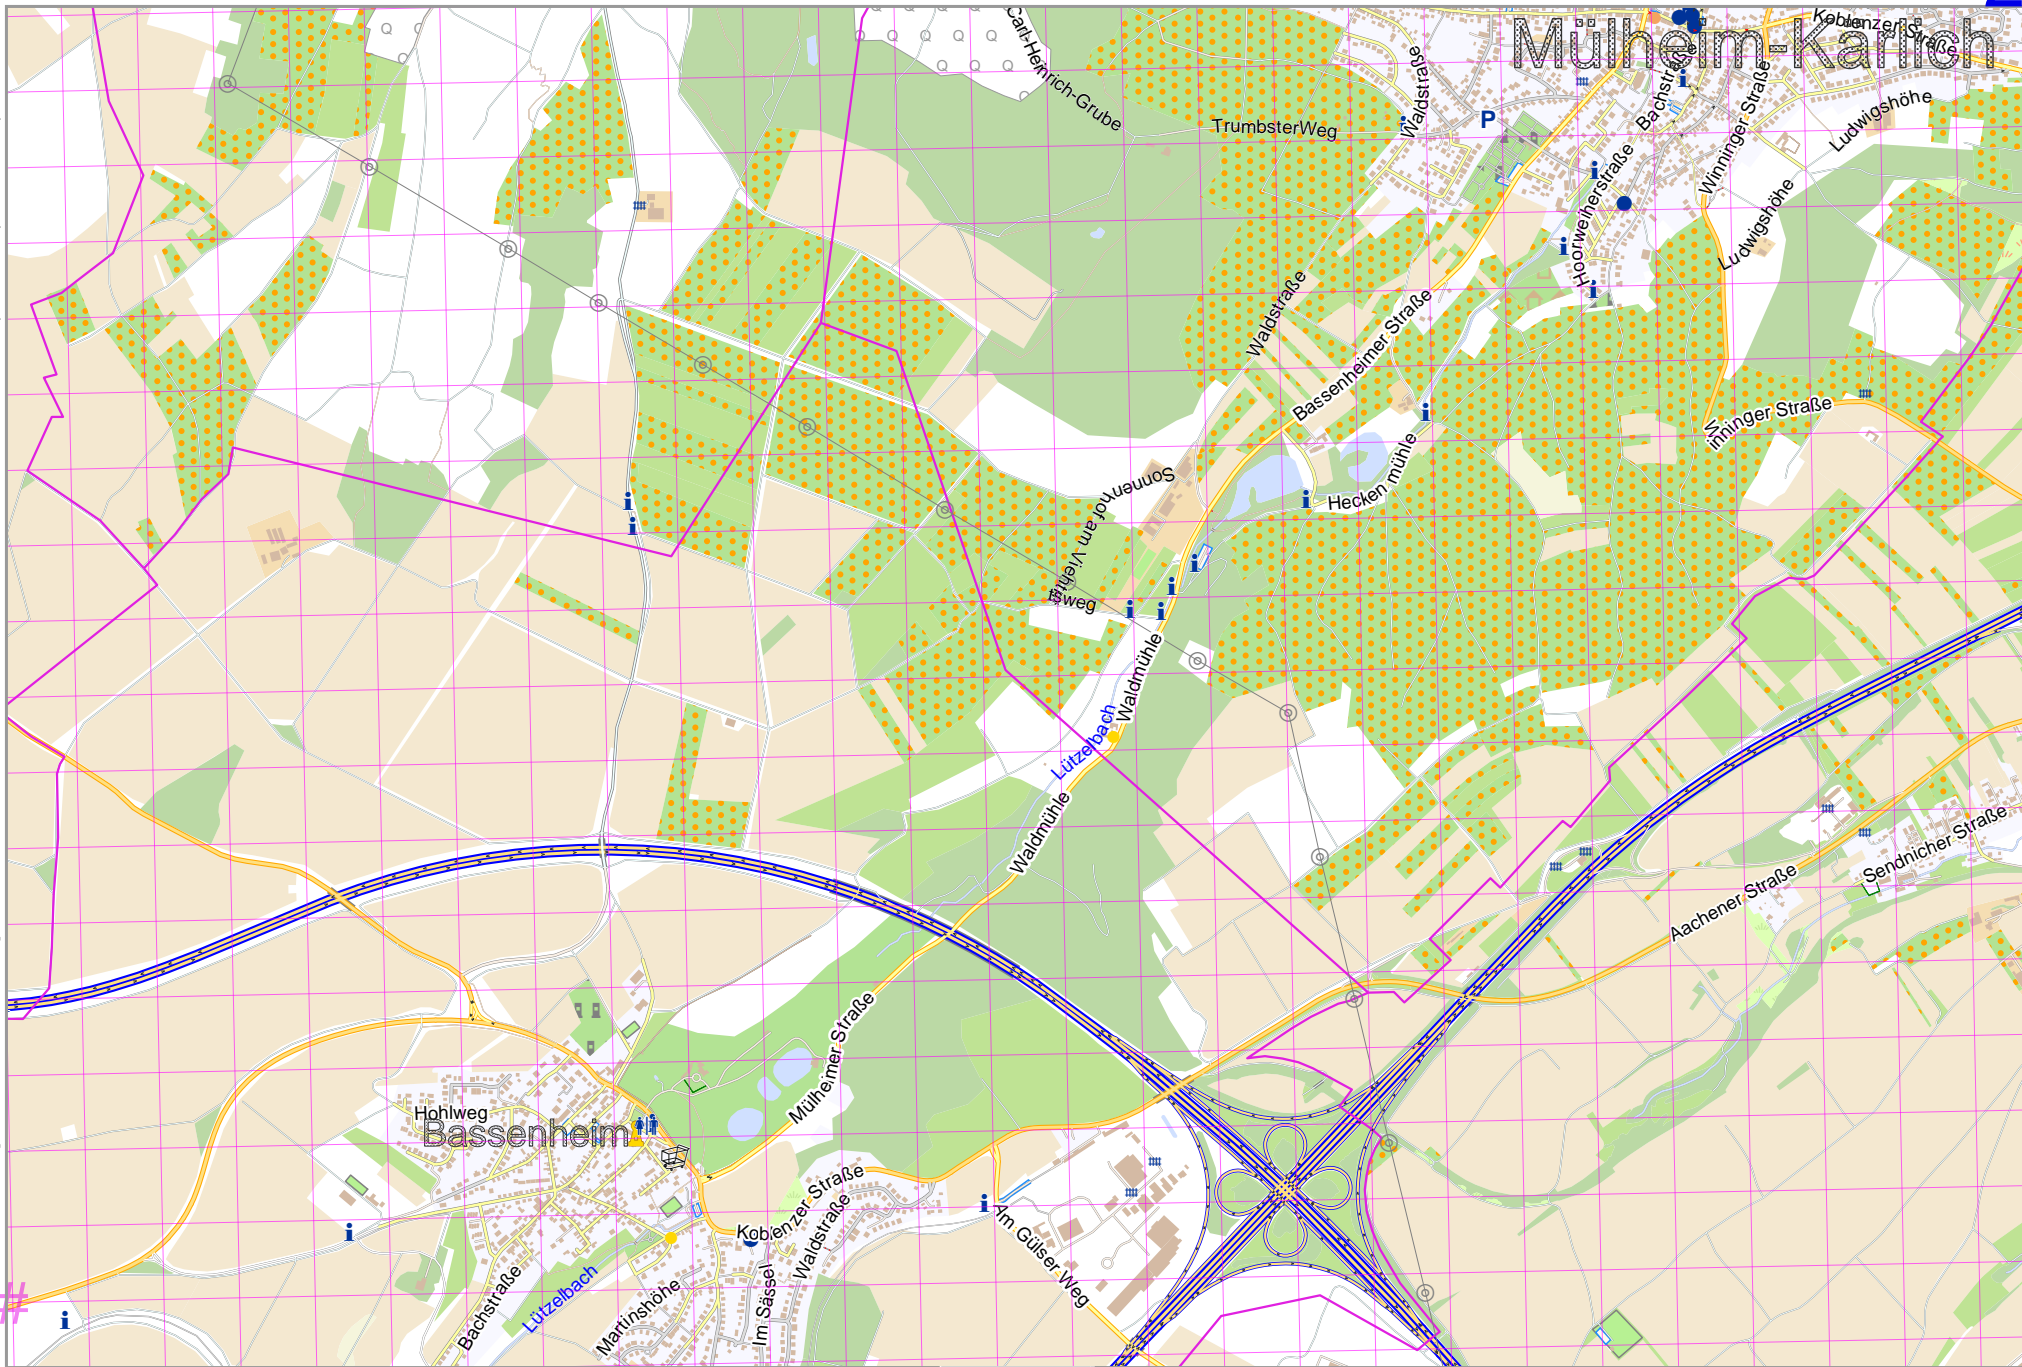 Mülheim-Kärlich
Koblenzer Straße
Carl-Heinrich-Grube
Waldstraße
TrumbsterWeg
P
Bachstraße
Winninger Straße
Ludwigshöhe
Hoorweiherstraße
Ludwigshöhe
Waldstraße
Bassenheimer Straße
Winninger Straße
Hecken mühle
Sonnenhof am Viehtr
tsweg
Waldmühle
Lützelbach
Waldmühle
Sendnicher Straße
Aachener Straße
Mülheimer Straße
Hohlweg
Bassenheim
Koblenzer Straße
Waldstraße
Am Gülser Weg
Im Sässel
Martinshöhe
Lützelbach
Bachstraße
#